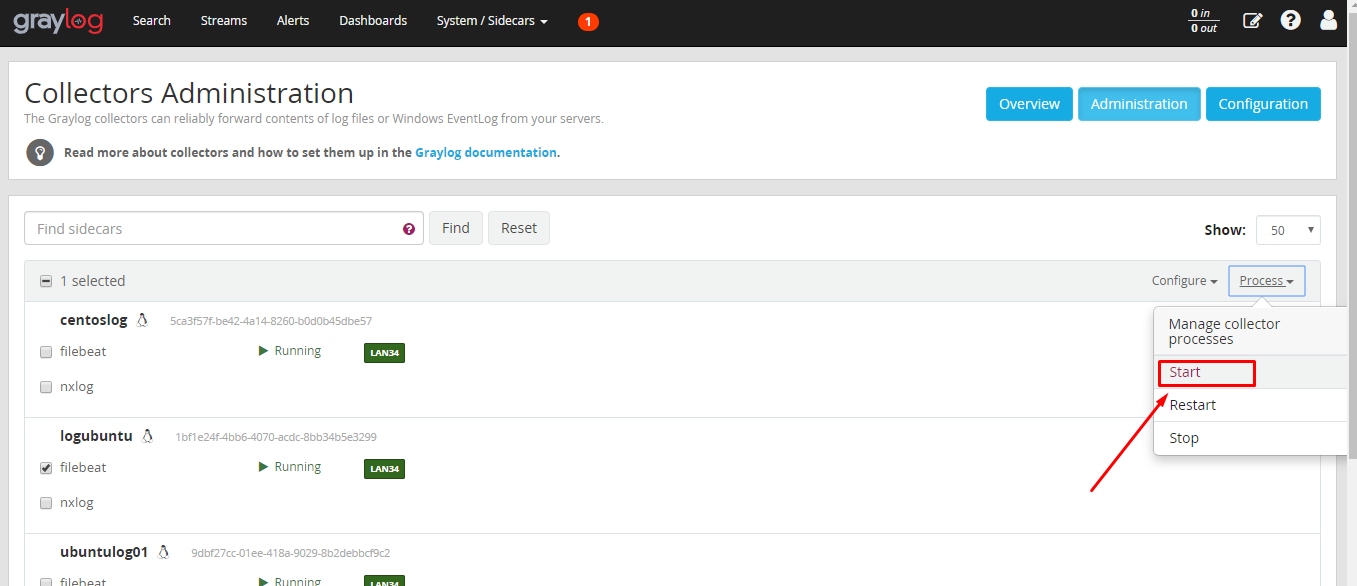 graylog Search Streams Alerts Dashboards System / Sidecars 1 0 in
0 out
Collectors Administration
The Graylog collectors can reliably forward contents of log files or Windows EventLog from your servers.
Overview Administration Configuration
Read more about collectors and how to set them up in the Graylog documentation.
Find sidecars ? Find Reset Show: 50
1 selected Configure Process
Manage collector
processes
Start
Restart
Stop
centoslog 5ca3f57f-be42-4a14-8260-b0d0b45dbe57
filebeat Running LAN34
nxlog
logubuntu 1bf1e24f-4bb6-4070-acdc-8bb34b5e3299
filebeat Running LAN34
nxlog
ubuntulog01 9dbf27cc-01ee-418a-9029-8b2debbcf9c2
filebeat Running LAN34